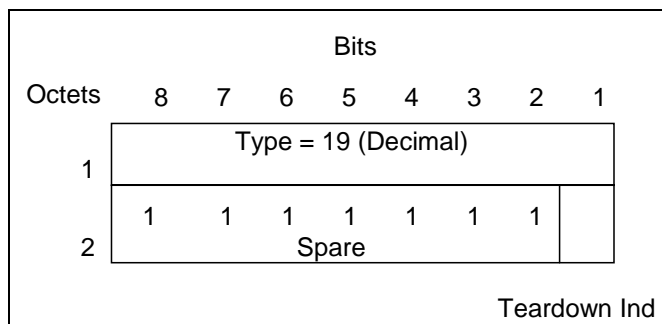 Bits
Octets 8 7 6 5 4 3 2 1
Type = 19 (Decimal)
1
1 1 1 1 1 1 1
2 Spare
Teardown Ind